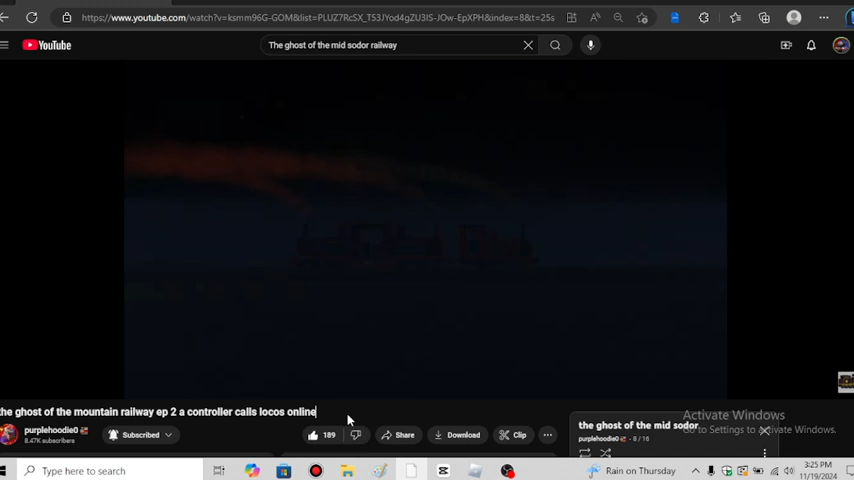 https://www.youtube.com/watch?v=ksmm96G-GOM&list=PLUZ7RcSX_T53JYod4gZU3IS-JOw-EpXPH&index=8&t=25s
YouTube
The ghost of the mid sodor railway
the ghost of the mountain railway ep 2 a controller calls locos online
purplehoodie0
8.47K subscribers
Subscribed
189
Share
Download
Clip
the ghost of the mid sodor
purplehoodie0 - 8 / 16
Activate Windows
Go to Settings to activate Windows.
Type here to search
Rain on Thursday
3:25 PM
11/19/2024